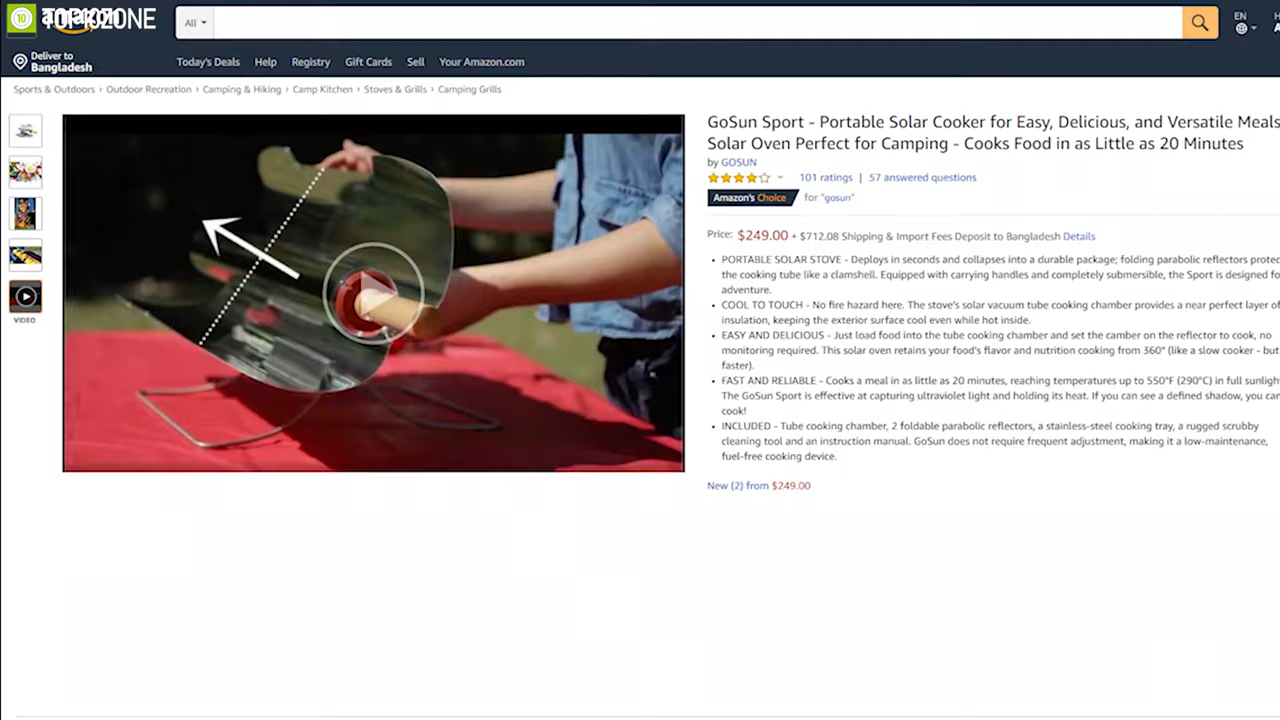 10 TOP10ZONE
amazon
All
EN
Deliver to
Bangladesh
Today's Deals Help Registry Gift Cards Sell Your Amazon.com
Sports & Outdoors › Outdoor Recreation › Camping & Hiking › Camp Kitchen › Stoves & Grills › Camping Grills
GoSun Sport - Portable Solar Cooker for Easy, Delicious, and Versatile Meals
Solar Oven Perfect for Camping - Cooks Food in as Little as 20 Minutes
by GOSUN
101 ratings | 57 answered questions
Amazon's Choice for "gosun"
Price: $249.00 + $712.08 Shipping & Import Fees Deposit to Bangladesh Details
• PORTABLE SOLAR STOVE - Deploys in seconds and collapses into a durable package; folding parabolic reflectors protec
the cooking tube like a clamshell. Equipped with carrying handles and completely submersible, the Sport is designed fo
adventure.
• COOL TO TOUCH - No fire hazard here. The stove's solar vacuum tube cooking chamber provides a near perfect layer of
insulation, keeping the exterior surface cool even while hot inside.
• EASY AND DELICIOUS - Just load food into the tube cooking chamber and set the camber on the reflector to cook, no
monitoring required. This solar oven retains your food's flavor and nutrition cooking from 360° (like a slow cooker - but
faster).
• FAST AND RELIABLE - Cooks a meal in as little as 20 minutes, reaching temperatures up to 550°F (290°C) in full sunligh
The GoSun Sport is effective at capturing ultraviolet light and holding its heat. If you can see a defined shadow, you can
cook!
• INCLUDED - Tube cooking chamber, 2 foldable parabolic reflectors, a stainless-steel cooking tray, a rugged scrubby
cleaning tool and an instruction manual. GoSun does not require frequent adjustment, making it a low-maintenance,
fuel-free cooking device.
New (2) from $249.00
VIDEO